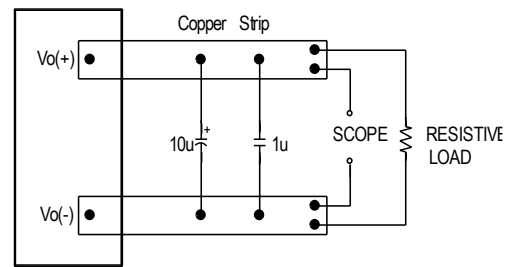 Copper Strip
Vo(+)
10u
+
1u
SCOPE
RESISTIVE
LOAD
Vo(-)